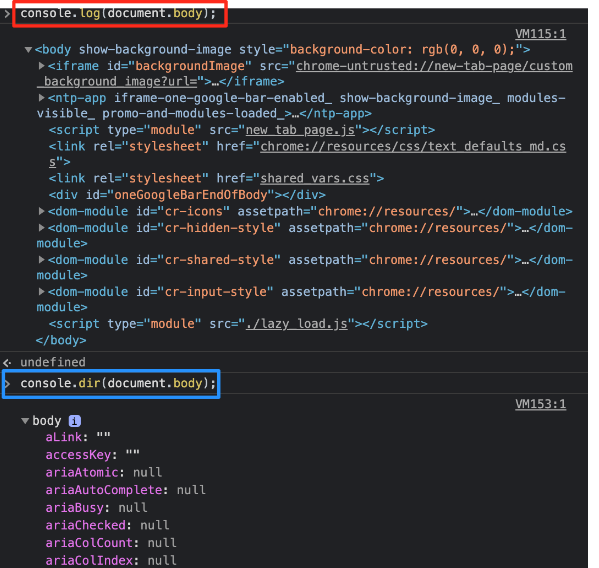 > console.log(document.body);
VM115:1
▼<body show-background-image style="background-color: rgb(0, 0, 0);">
▶<iframe id="backgroundImage" src="chrome-untrusted://new-tab-page/custom
_background_image?url=">…</iframe>
▶<ntp-app iframe-one-google-bar-enabled_ show-background-image_ modules-
visible_ promo-and-modules-loaded_>…</ntp-app>
<script type="module" src="new_tab_page.js"></script>
<link rel="stylesheet" href="chrome://resources/css/text_defaults_md.cs
s">
<link rel="stylesheet" href="shared_vars.css">
<div id="oneGoogleBarEndOfBody"></div>
▶<dom-module id="cr-icons" assetpath="chrome://resources/">…</dom-module>
▶<dom-module id="cr-hidden-style" assetpath="chrome://resources/">…</dom-
module>
▶<dom-module id="cr-shared-style" assetpath="chrome://resources/">…</dom-
module>
▶<dom-module id="cr-input-style" assetpath="chrome://resources/">…</dom-
module>
<script type="module" src="./lazy_load.js"></script>
</body>
<· undefined
> console.dir(document.body);
VM153:1
▼body i
aLink: ""
accessKey: ""
ariaAtomic: null
ariaAutoComplete: null
ariaBusy: null
ariaChecked: null
ariaColCount: null
ariaColIndex: null